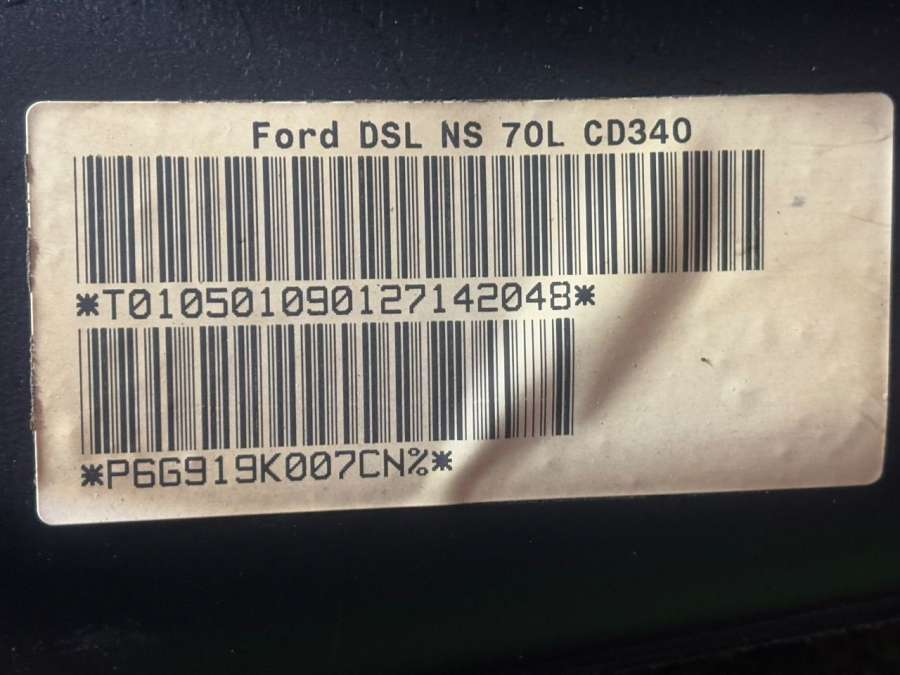 Ford DSL NS 70L CD340
*T010501090127142048*
*P6G919K007CN%*